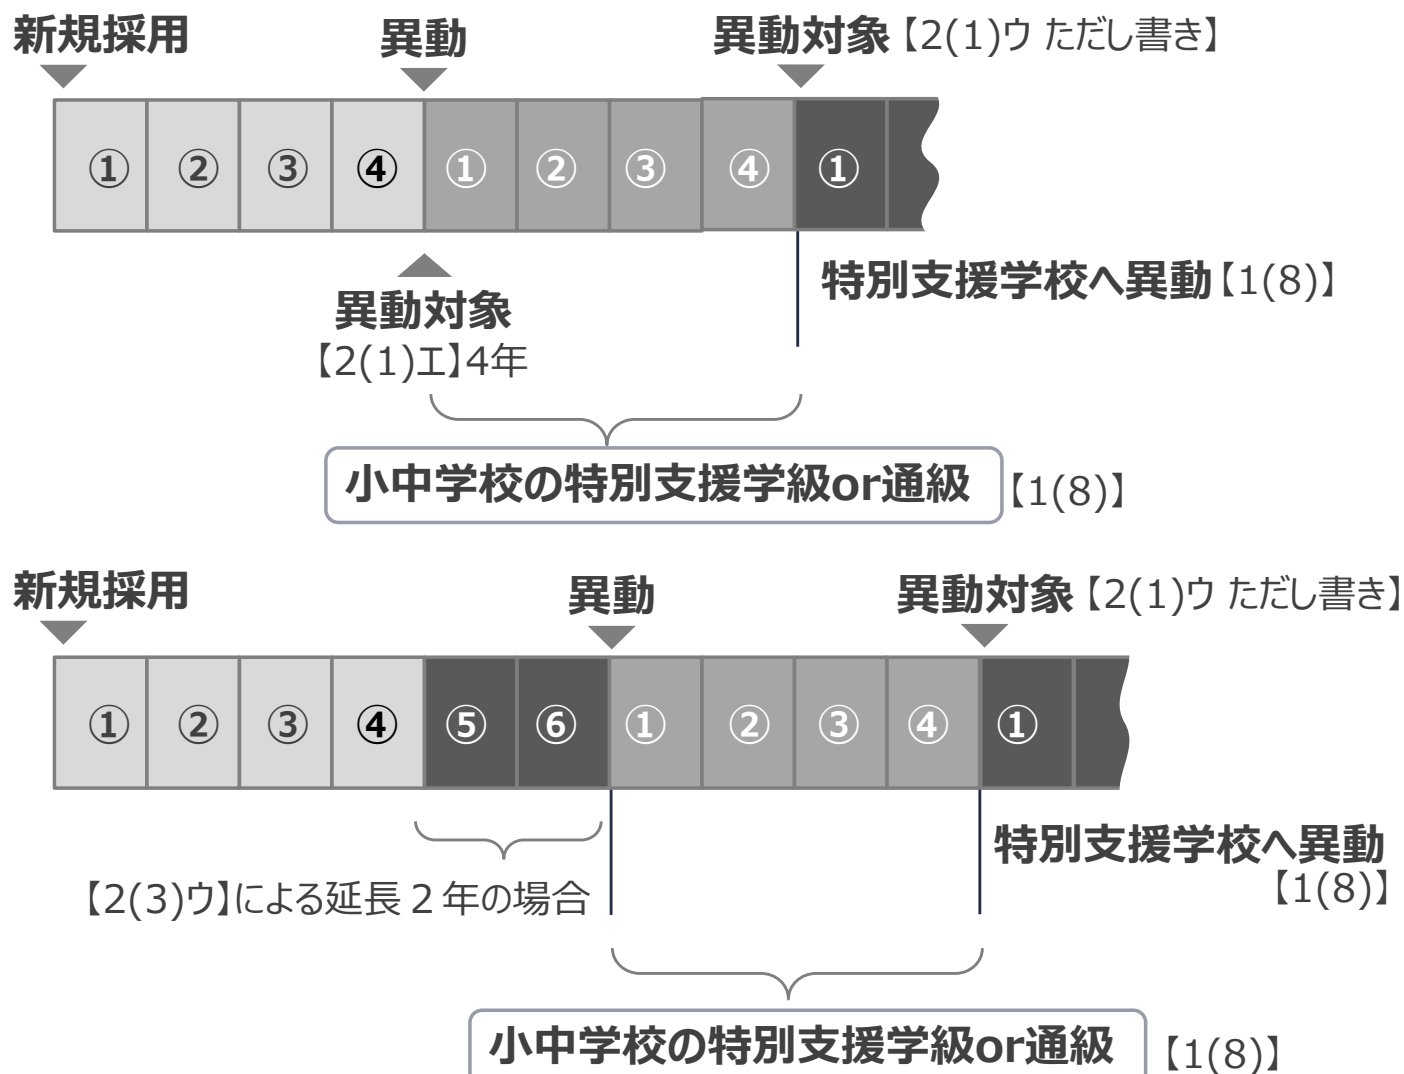 新規採用 異動 異動対象【2(1)ウ ただし書き】
① ② ③ ④ ① ② ③ ④ ①
特別支援学校へ異動【1(8)】
異動対象
【2(1)エ】4年
小中学校の特別支援学級or通級【1(8)】
新規採用 異動 異動対象【2(1)ウ ただし書き】
① ② ③ ④ ⑤ ⑥ ① ② ③ ④ ①
特別支援学校へ異動
【1(8)】
【2(3)ウ】による延長２年の場合
小中学校の特別支援学級or通級【1(8)】